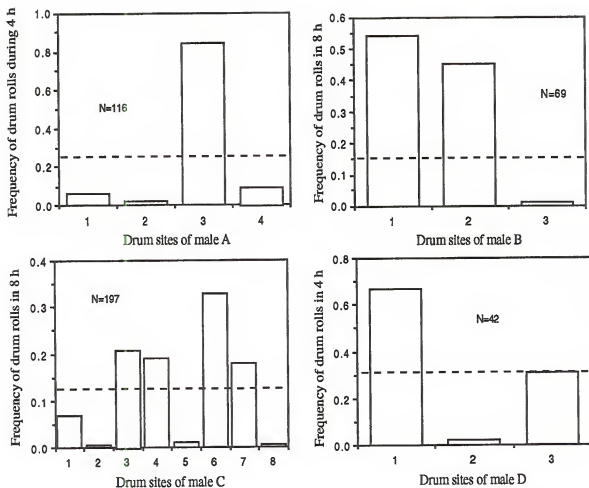 Frequency of drum rolls during 4 h
1.0
0.8
0.6
0.4
0.2
0.0
N=116
1 2 3 4
Drum sites of male A
Frequency of drum rolls in 8 h
0.6
0.5
0.4
0.3
0.2
0.1
0.0
N=69
1 2 3
Drum sites of male B
Frequency of drum rolls in 8 h
0.4
0.3
0.2
0.1
0.0
N=197
1 2 3 4 5 6 7 8
Drum sites of male C
Frequency of drum rolls in 4 h
0.8
0.6
0.4
0.2
0.0
N=42
1 2 3
Drum sites of male D